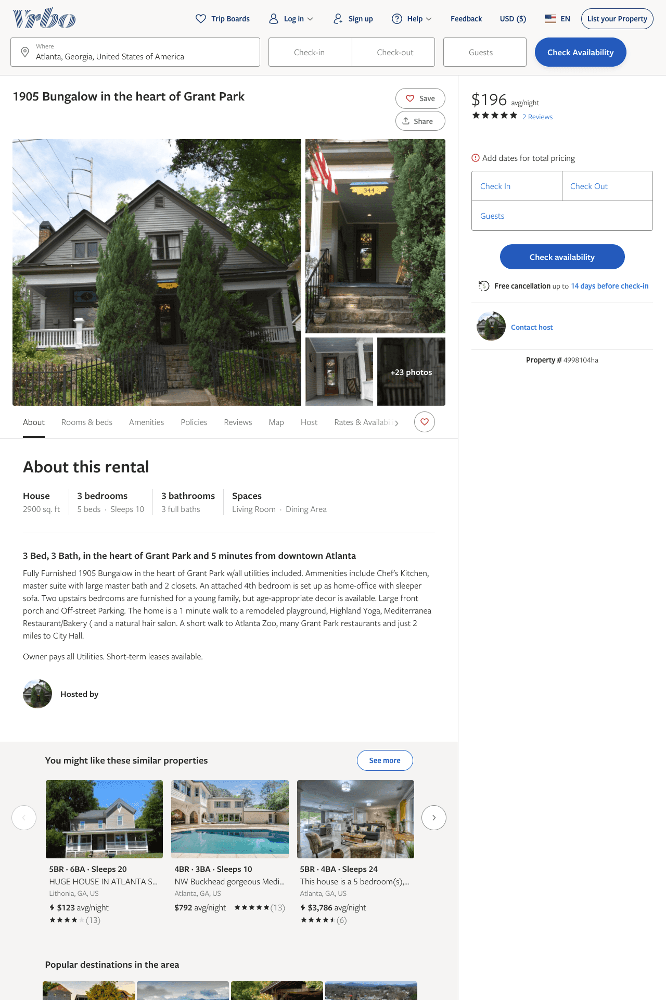 Vrbo
Trip Boards
Log in
Sign up
Help
Feedback
USD ($)
EN
List your Property
Where
Atlanta, Georgia, United States of America
Check-in
Check-out
Guests
Check Availability
1905 Bungalow in the heart of Grant Park
Save
Share
$196 avg/night
2 Reviews
Add dates for total pricing
Check In
Check Out
Guests
Check availability
Free cancellation up to 14 days before check-in
Contact host
Property # 4998104ha
344
344
+23 photos
About
Rooms & beds
Amenities
Policies
Reviews
Map
Host
Rates & Availabili
About this rental
House
2900 sq. ft
3 bedrooms
5 beds · Sleeps 10
3 bathrooms
3 full baths
Spaces
Living Room · Dining Area
3 Bed, 3 Bath, in the heart of Grant Park and 5 minutes from downtown Atlanta
Fully Furnished 1905 Bungalow in the heart of Grant Park w/all utilities included. Ammenities include Chef's Kitchen,
master suite with large master bath and 2 closets. An attached 4th bedroom is set up as home-office with sleeper
sofa. Two upstairs bedrooms are furnished for a young family, but age-appropriate decor is available. Large front
porch and Off-street Parking. The home is a 1 minute walk to a remodeled playground, Highland Yoga, Mediterranea
Restaurant/Bakery ( and a natural hair salon. A short walk to Atlanta Zoo, many Grant Park restaurants and just 2
miles to City Hall.
Owner pays all Utilities. Short-term leases available.
Hosted by
You might like these similar properties
See more
5BR · 6BA · Sleeps 20
HUGE HOUSE IN ATLANTA S...
Lithonia, GA, US
$123 avg/night
(13)
4BR · 3BA · Sleeps 10
NW Buckhead gorgeous Medi...
Atlanta, GA, US
$792 avg/night
(13)
5BR · 4BA · Sleeps 24
This house is a 5 bedroom(s),...
Atlanta, GA, US
$3,786 avg/night
(6)
Popular destinations in the area